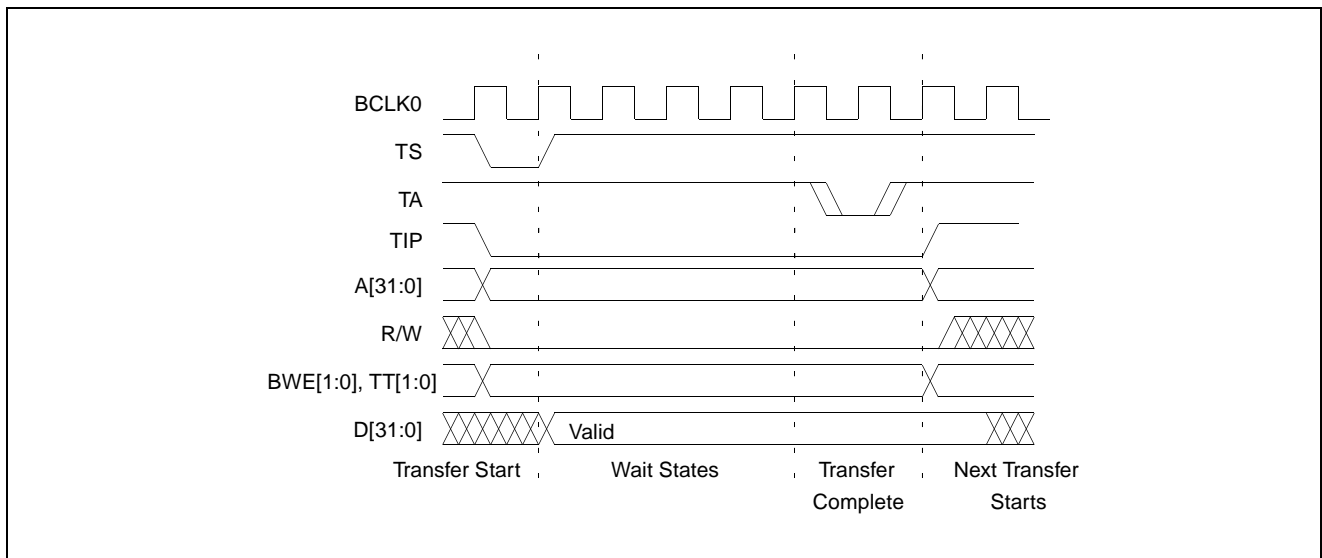 BCLK0
TS
TA
TIP
A[31:0]
R/W
BWE[1:0], TT[1:0]
D[31:0]
Valid
Transfer Start
Wait States
Transfer
Complete
Next Transfer
Starts